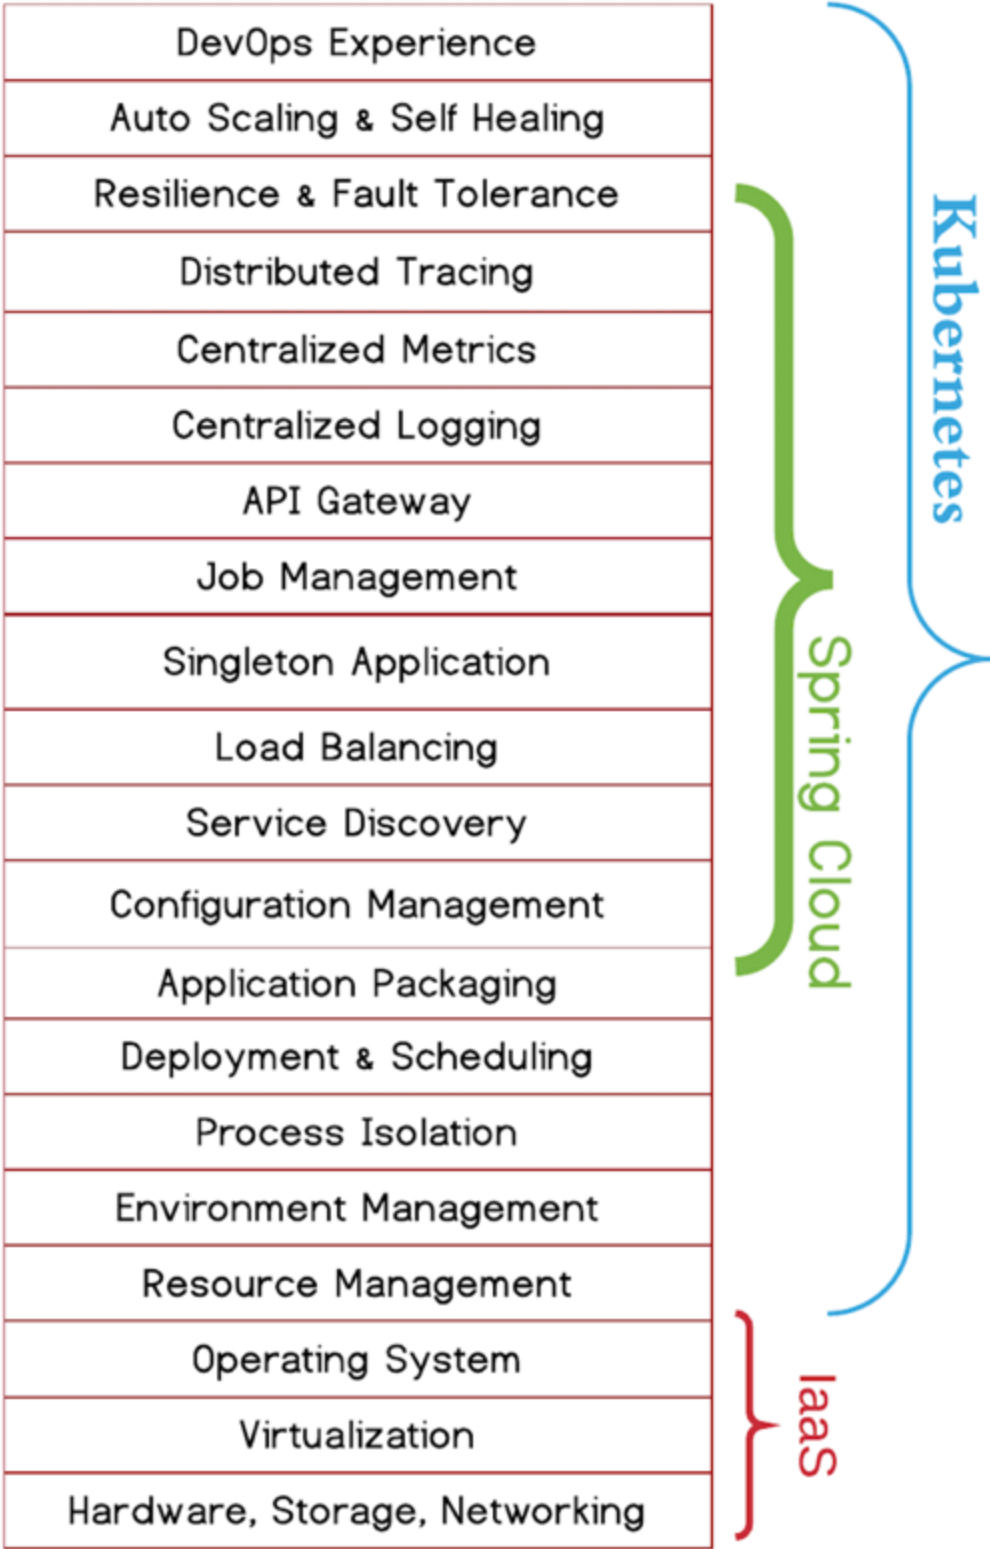 DevOps Experience
Auto Scaling & Self Healing
Resilience & Fault Tolerance
Distributed Tracing
Centralized Metrics
Centralized Logging
API Gateway
Job Management
Singleton Application
Load Balancing
Service Discovery
Configuration Management
Application Packaging
Deployment & Scheduling
Process Isolation
Environment Management
Resource Management
Operating System
Virtualization
Hardware, Storage, Networking
Spring Cloud
Kubernetes
IaaS